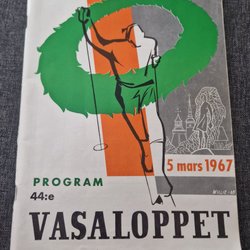 5 mars 1967
PROGRAM
44:e
VASALOPPET